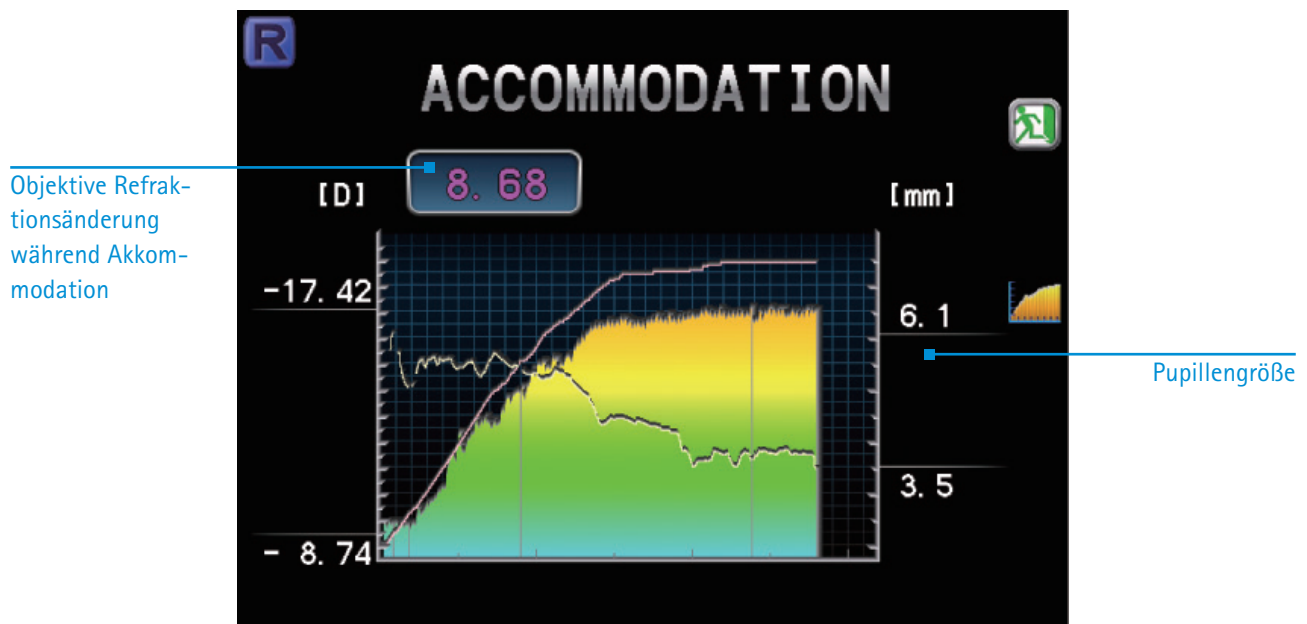 R
ACCOMMODATION
8. 68
[D]
[mm]
Objektive Refrak-
tionsänderung
während Akkom-
modation
-17. 42
6. 1
Pupillengröße
3. 5
- 8. 74